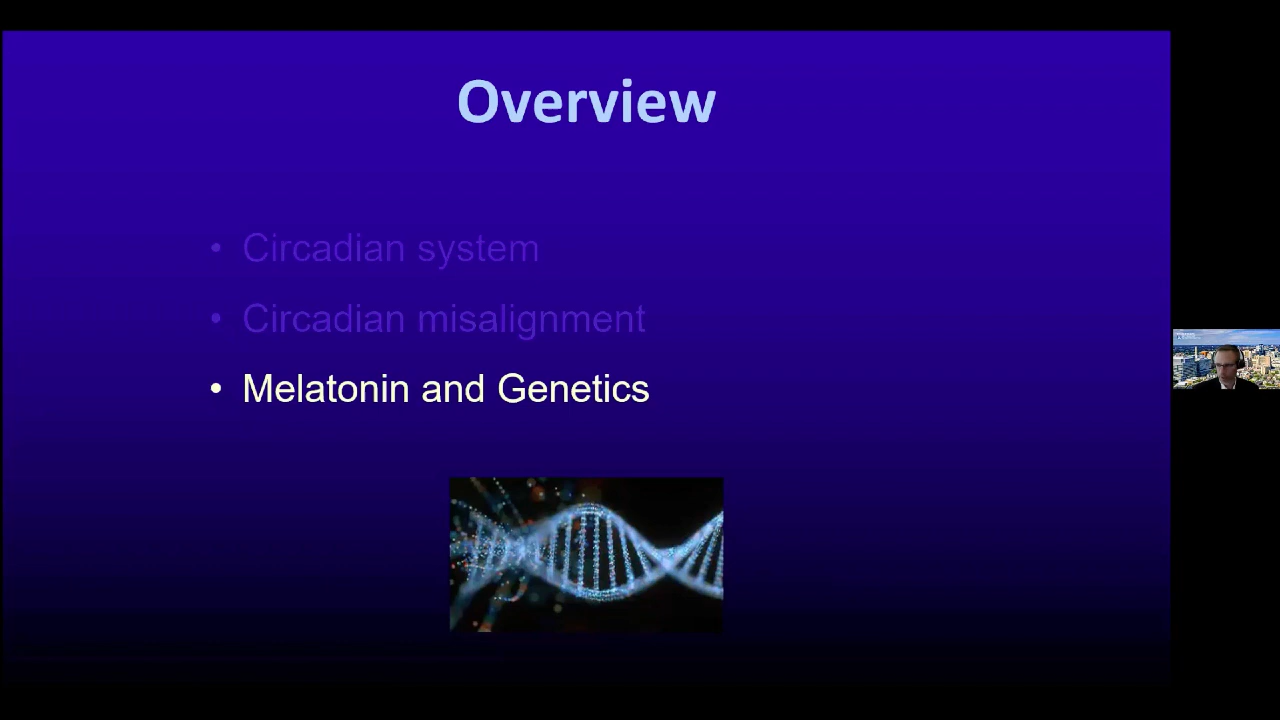 Overview
• Circadian system
• Circadian misalignment
• Melatonin and Genetics